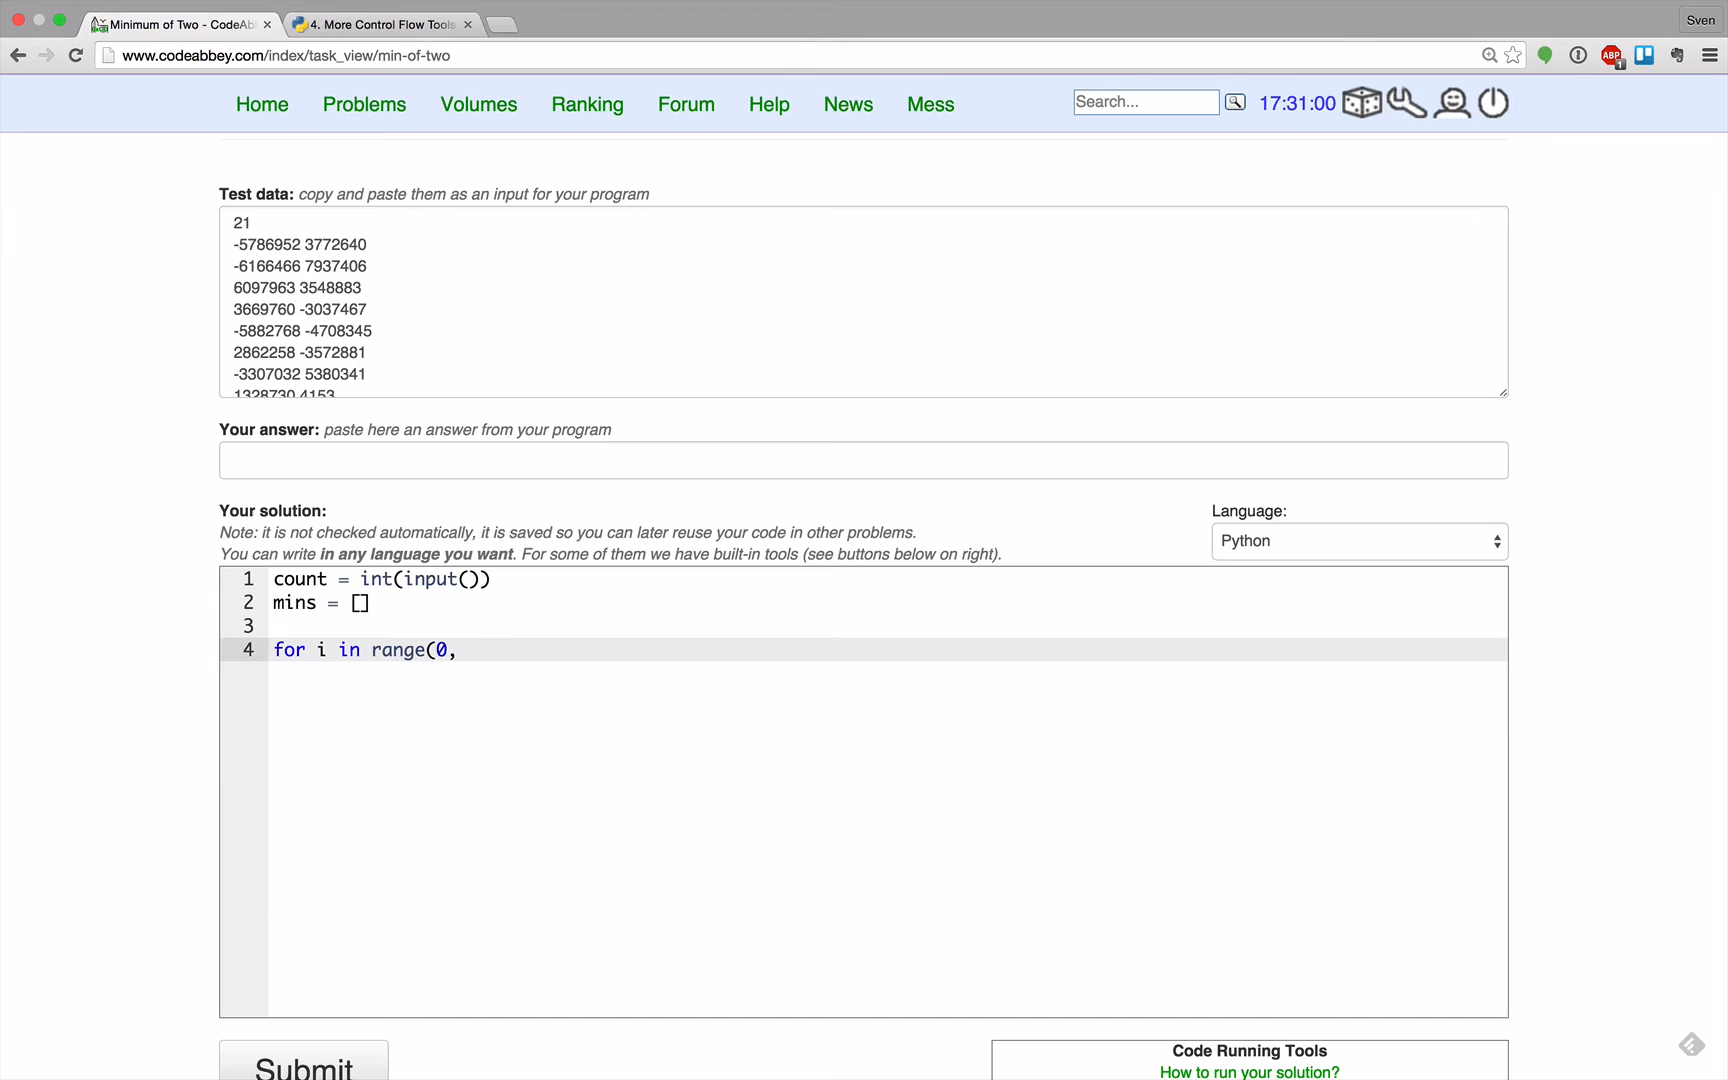 Minimum of Two - CodeAb
4. More Control Flow Tools
Sven
www.codeabbey.com/index/task_view/min-of-two
ABP
1
Home Problems Volumes Ranking Forum Help News Mess
Search...
17:31:00
Test data: copy and paste them as an input for your program
21
-5786952 3772640
-6166466 7937406
6097963 3548883
3669760 -3037467
-5882768 -4708345
2862258 -3572881
-3307032 5380341
1328730 4153
Your answer: paste here an answer from your program
Your solution:
Language:
Note: it is not checked automatically, it is saved so you can later reuse your code in other problems.
You can write in any language you want. For some of them we have built-in tools (see buttons below on right).
Python
1 count = int(input())
2 mins = []
3
4 for i in range(0,
Submit
Code Running Tools
How to run your solution?